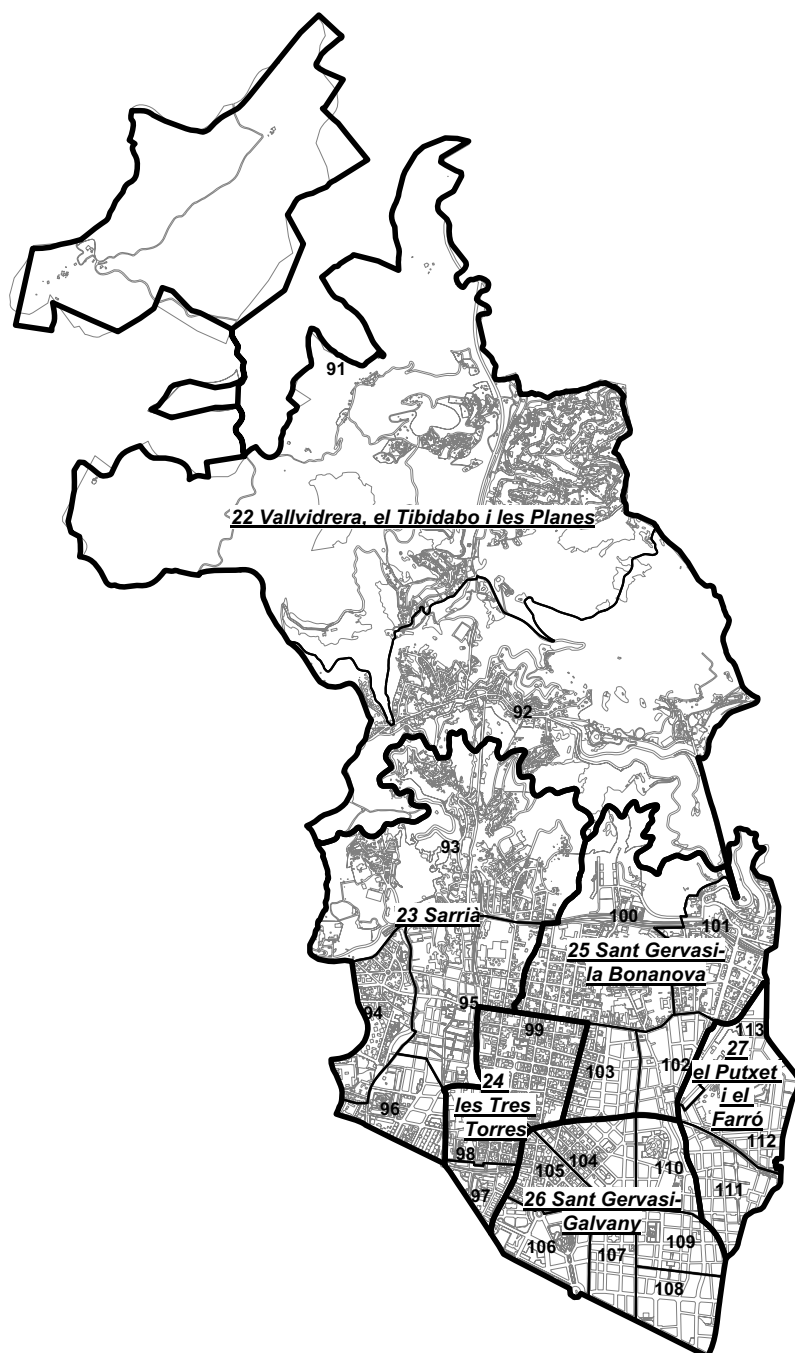 91
22 Vallvidrera, el Tibidabo i les Planes
92
93
23 Sarrià
100
101
25 Sant Gervasi-
la Bonanova
94
95
99
103
102
113
27
el Putxet
i el
Farró
24
les Tres
Torres
96
98
97
105
104
110
112
111
26 Sant Gervasi-
Galvany
106
107
109
108